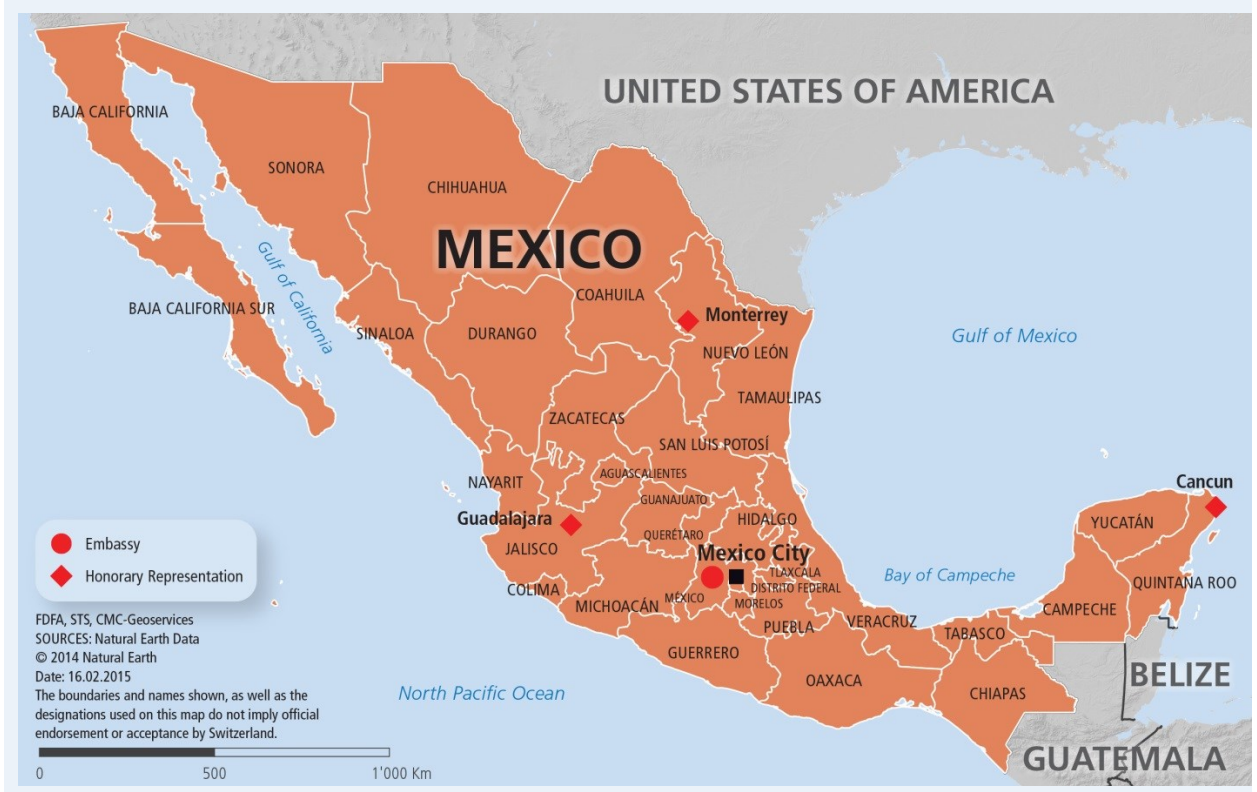 UNITED STATES OF AMERICA
BAJA CALIFORNIA
SONORA
CHIHUAHUA
MEXICO
Gulf of California
BAJA CALIFORNIA SUR
COAHUILA
SINALOA
DURANGO
Monterrey
NUEVO LEÓN
Gulf of Mexico
TAMAULIPAS
ZACATECAS
SAN LUIS POTOSÍ
NAYARIT
AGUASCALIENTES
GUANAJUATO
Guadalajara
JALISCO
QUERÉTARO
HIDALGO
Cancun
YUCATÁN
Mexico City
TLAXCALA
DISTRITO FEDERAL
Bay of Campeche
QUINTANA ROO
COLIMA
MICHOACÁN
MÉXICO
MORELOS
CAMPECHE
PUEBLA
VERACRUZ
TABASCO
GUERRERO
OAXACA
CHIAPAS
BELIZE
GUATEMALA
North Pacific Ocean
Embassy
Honorary Representation
FDFA, STS, CMC-Geoservices
SOURCES: Natural Earth Data
© 2014 Natural Earth
Date: 16.02.2015
The boundaries and names shown, as well as the
designations used on this map do not imply official
endorsement or acceptance by Switzerland.
0 500 1'000 Km